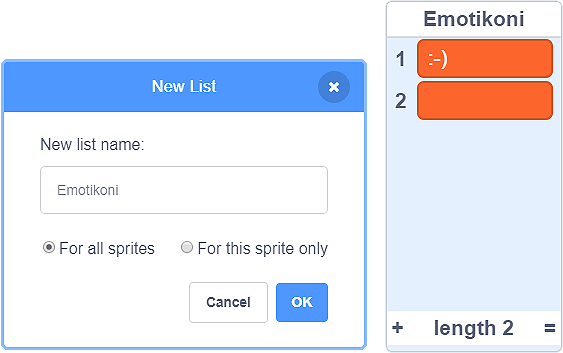 New List
New list name:
Emotikoni
For all sprites
For this sprite only
Cancel
OK
Emotikoni
1 :-)
2
+ length 2 =